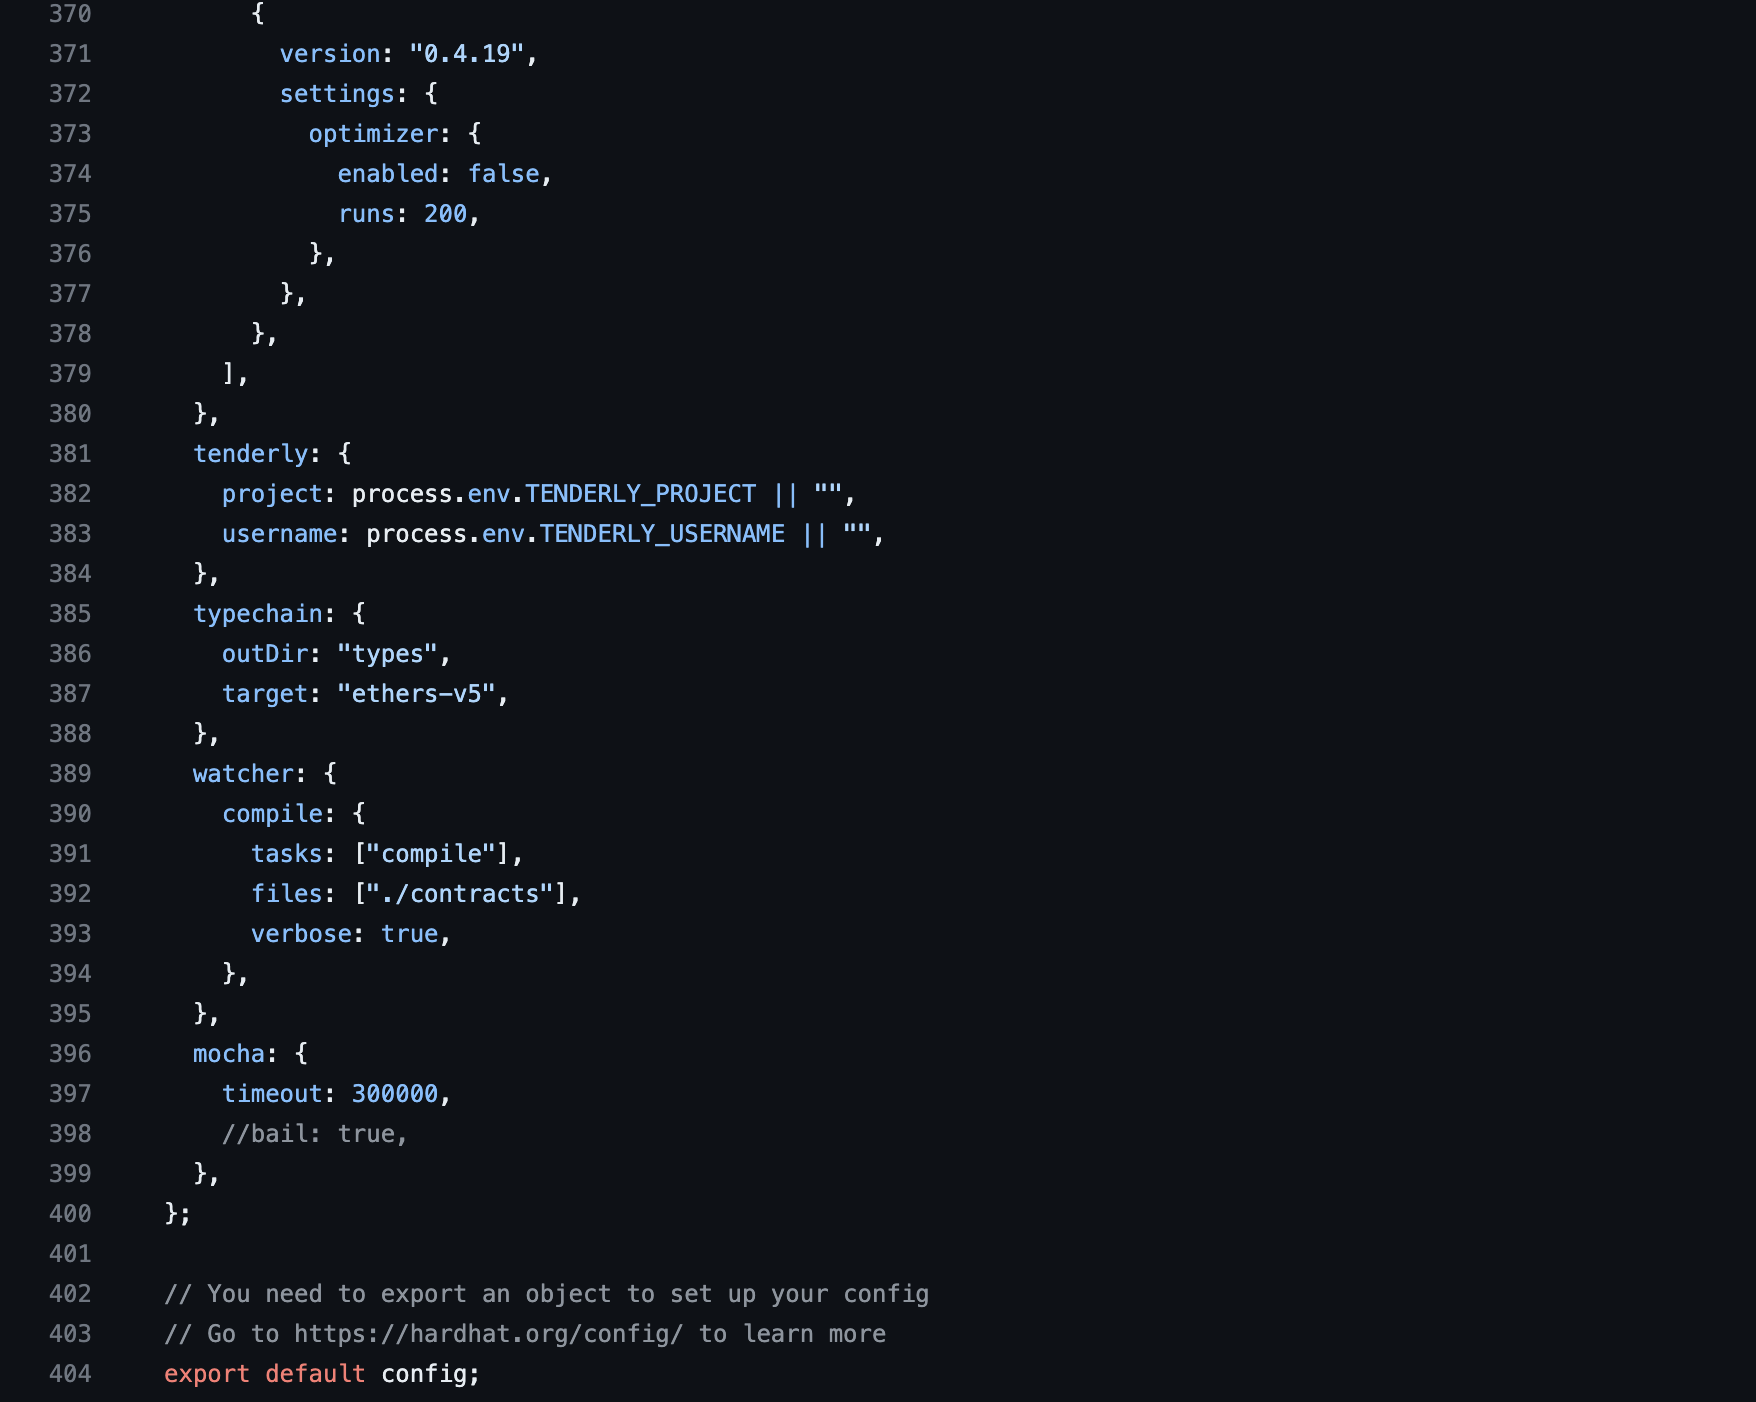 370 {
371 version: "0.4.19",
372 settings: {
373 optimizer: {
374 enabled: false,
375 runs: 200,
376 },
377 },
378 },
379 ],
380 },
381 tenderly: {
382 project: process.env.TENDERLY_PROJECT || "",
383 username: process.env.TENDERLY_USERNAME || "",
384 },
385 typechain: {
386 outDir: "types",
387 target: "ethers-v5",
388 },
389 watcher: {
390 compile: {
391 tasks: ["compile"],
392 files: ["./contracts"],
393 verbose: true,
394 },
395 },
396 mocha: {
397 timeout: 300000,
398 //bail: true,
399 },
400 };
401
402 // You need to export an object to set up your config
403 // Go to https://hardhat.org/config/ to learn more
404 export default config;